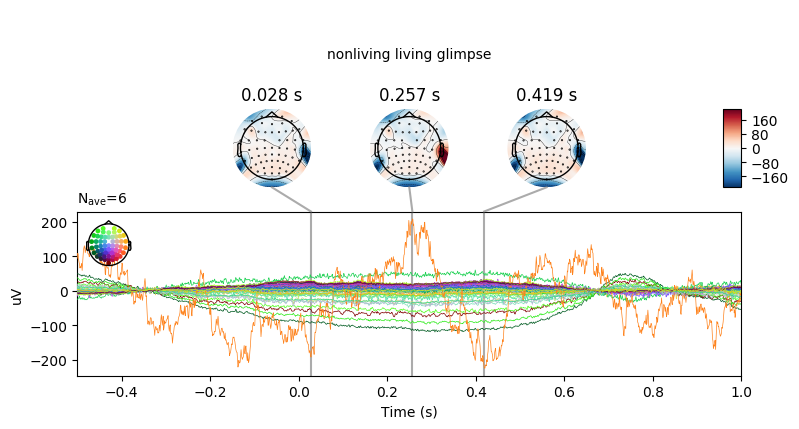 nonliving living glimpse
0.028 s 0.257 s 0.419 s
160
80
0
−80
−160
Nave=6
200
100
0
−100
−200
uV
−0.4 −0.2 0.0 0.2 0.4 0.6 0.8 1.0
Time (s)